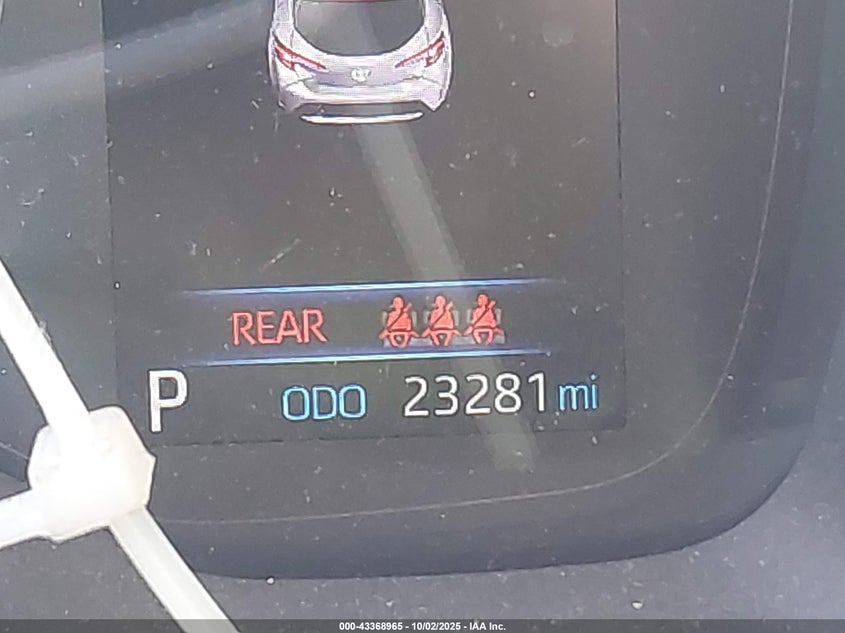 REAR
P ODO 23281 mi
000-43368965 - 10/02/2025 - IAA Inc.